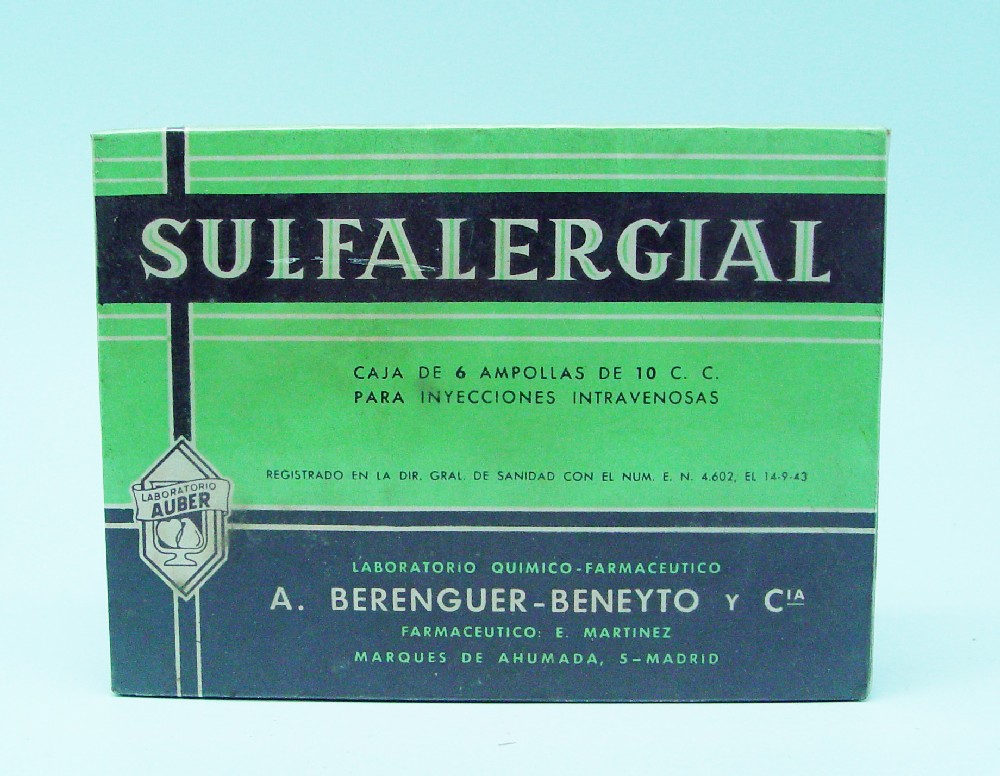 SULFALERGIAL
CAJA DE 6 AMPOLLAS DE 10 C. C.
PARA INYECCIONES INTRAVENOSAS
REGISTRADO EN LA DIR. GRAL. DE SANIDAD CON EL NUM. E. N. 4.602, EL 14-9-43
LABORATORIO
AUBER
LABORATORIO QUIMICO-FARMACEUTICO
A. BERENGUER-BENEYTO Y CIA
FARMACEUTICO: E. MARTINEZ
MARQUES DE AHUMADA, 5-MADRID